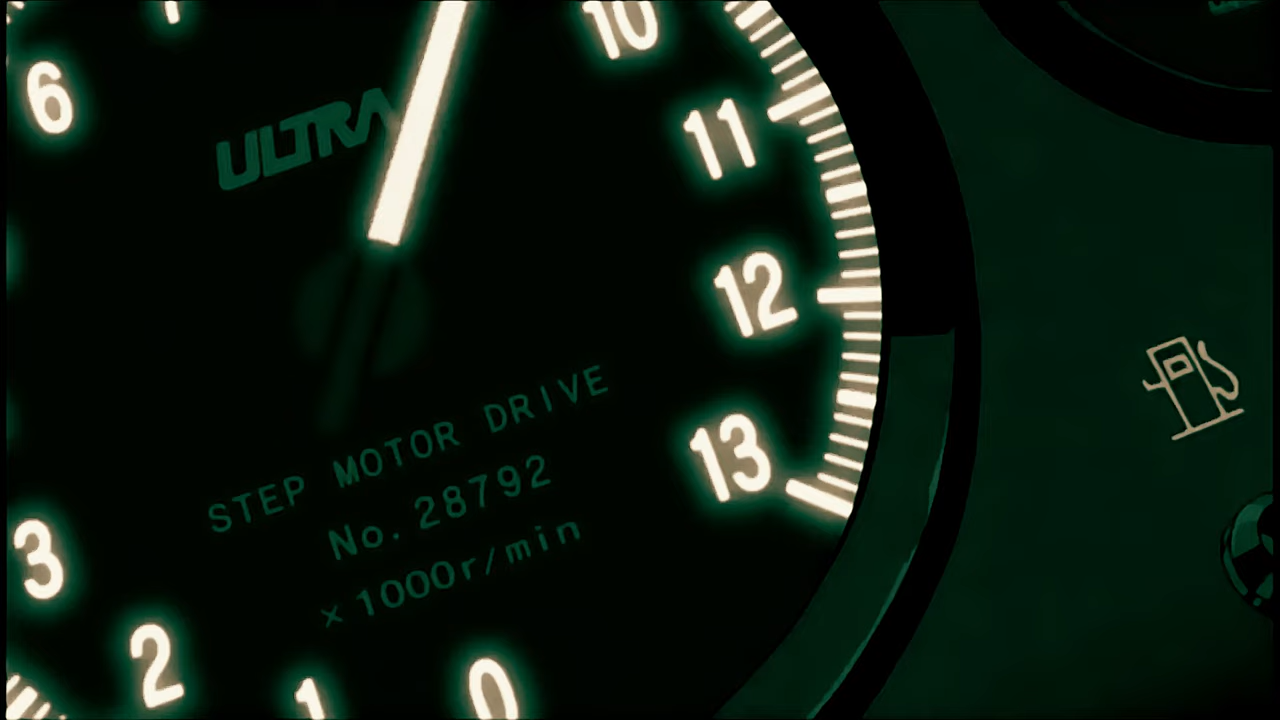 10
6
11
ULTRA
12
13
STEP MOTOR DRIVE
No. 28792
×1000r/min
3
2
1
0